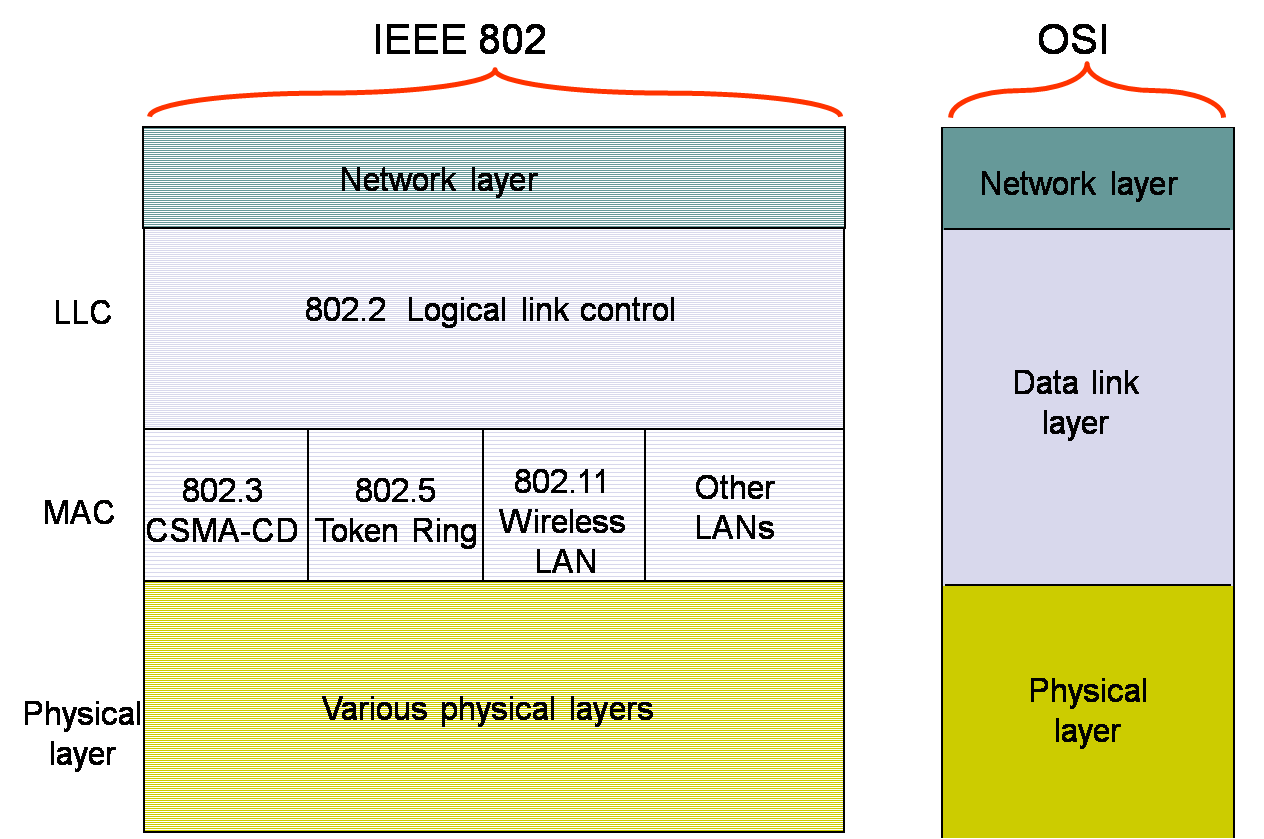 IEEE 802
OSI
Network layer
Network layer
LLC
802.2 Logical link control
Data link
layer
MAC
802.3
CSMA-CD
802.5
Token Ring
802.11
Wireless
LAN
Other
LANs
Physical
layer
Various physical layers
Physical
layer